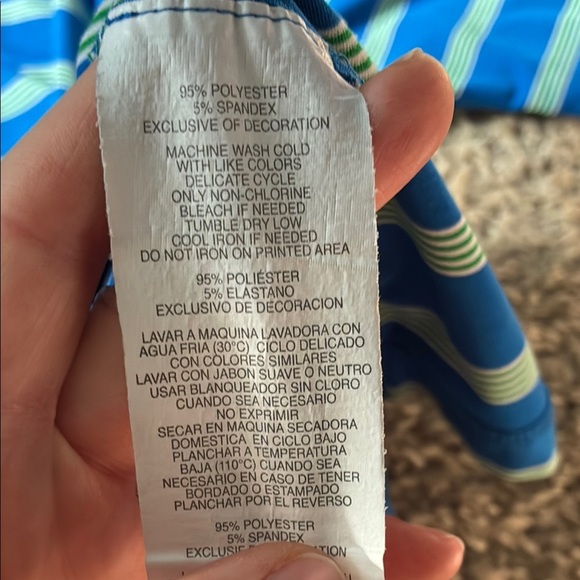 95% POLYESTER
5% SPANDEX
EXCLUSIVE OF DECORATION
MACHINE WASH COLD
WITH LIKE COLORS
DELICATE CYCLE
ONLY NON-CHLORINE
BLEACH IF NEEDED
TUMBLE DRY LOW
COOL IRON IF NEEDED
DO NOT IRON ON PRINTED AREA
95% POLIÉSTER
5% ELASTANO
EXCLUSIVO DE DECORACION
LAVAR A MAQUINA LAVADORA CON
AGUA FRIA (30°C) CICLO DELICADO
CON COLORES SIMILARES
LAVAR CON JABON SUAVE O NEUTRO
USAR BLANQUEADOR SIN CLORO
CUANDO SEA NECESARIO
NO EXPRIMIR
SECAR EN MAQUINA SECADORA
DOMESTICA EN CICLO BAJO
PLANCHAR A TEMPERATURA
BAJA (110°C) CUANDO SEA
NECESARIO EN CASO DE TENER
BORDADO O ESTAMPADO
PLANCHAR POR EL REVERSO
95% POLYESTER
5% SPANDEX